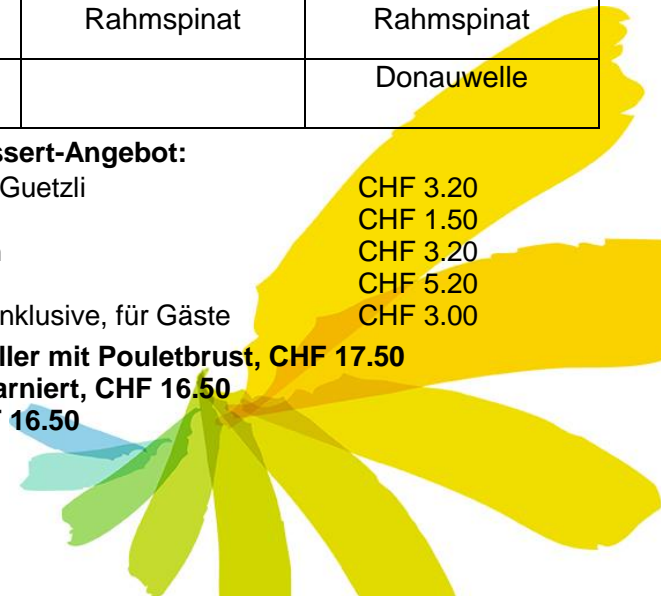 Rahmspinat Rahmspinat
Donauwelle
ssert-Angebot:
Guetzli CHF 3.20
CHF 1.50
CHF 3.20
CHF 5.20
nklusive, für Gäste CHF 3.00
ller mit Pouletbrust, CHF 17.50
arniert, CHF 16.50
16.50